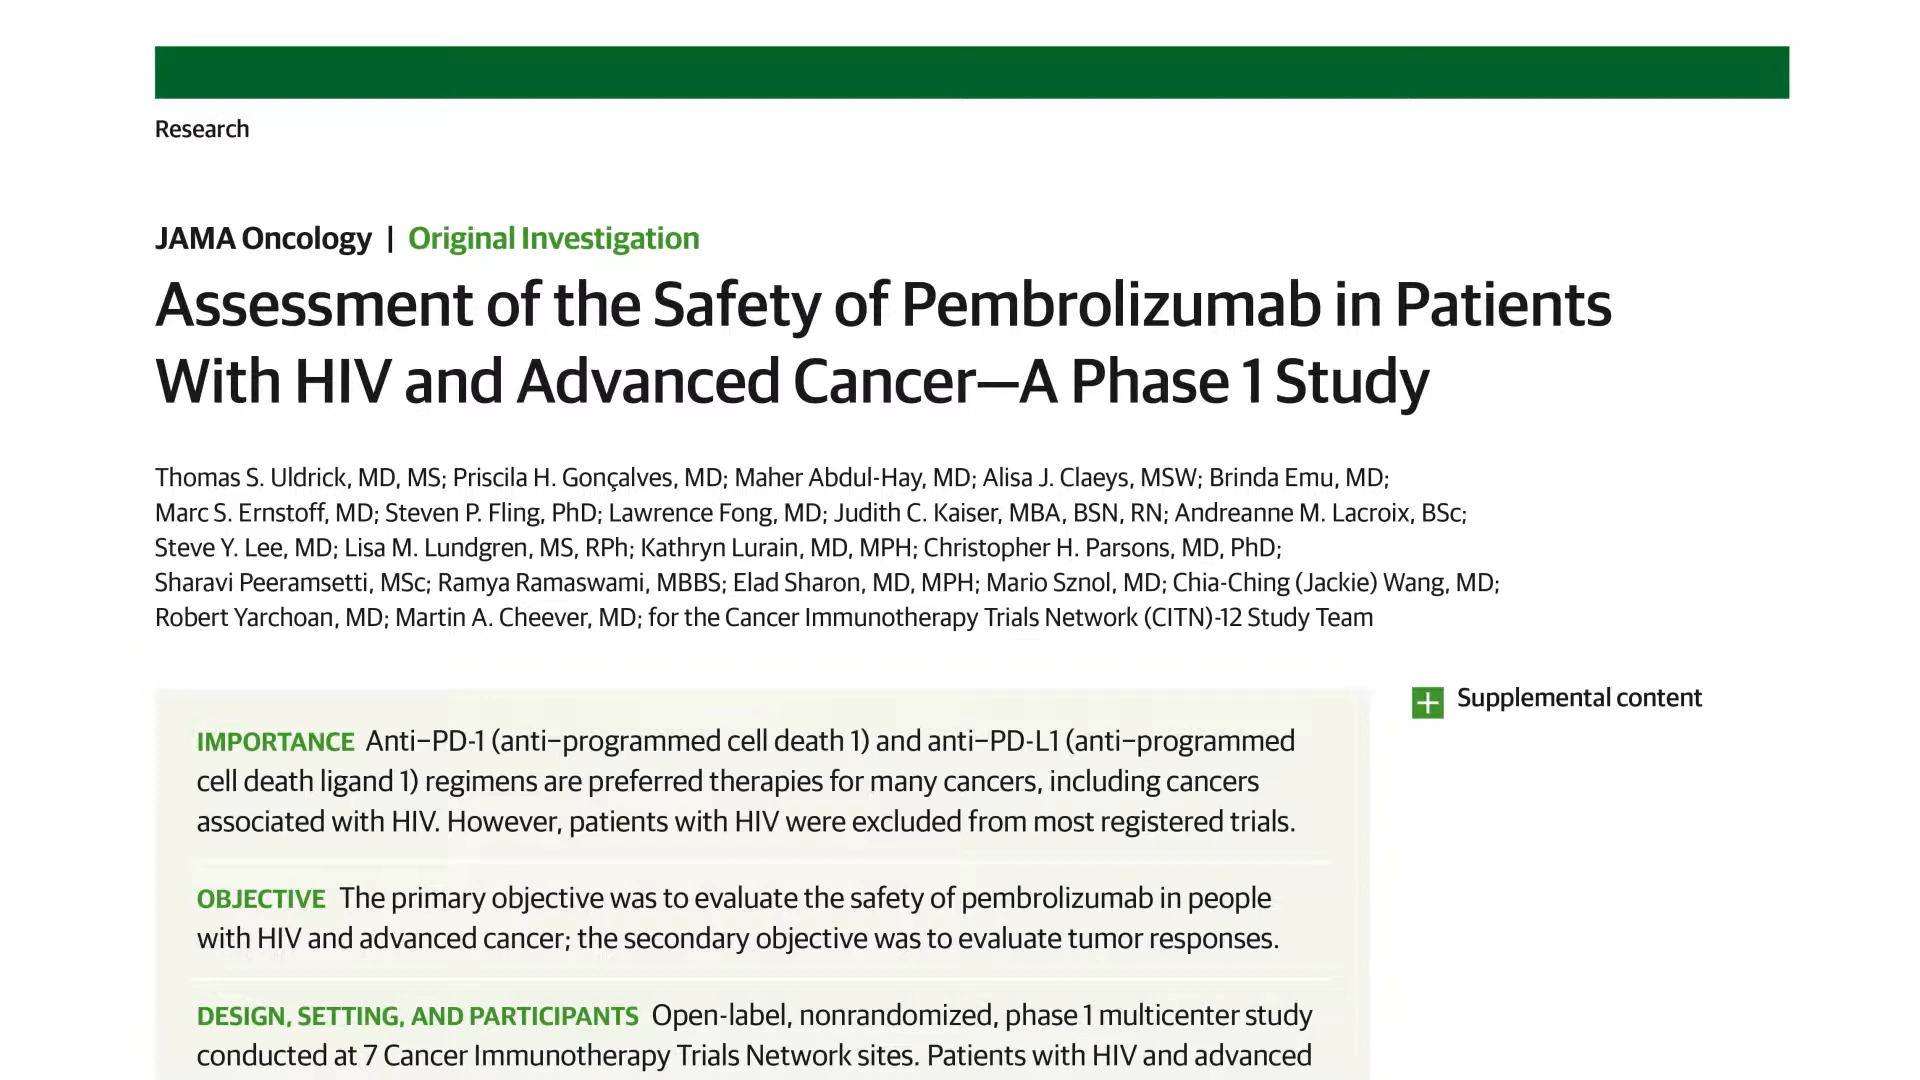 Research
JAMA Oncology | Original Investigation
Assessment of the Safety of Pembrolizumab in Patients
With HIV and Advanced Cancer—A Phase 1 Study
Thomas S. Uldrick, MD, MS; Priscila H. Gonçalves, MD; Maher Abdul-Hay, MD; Alisa J. Claeys, MSW; Brinda Emu, MD;
Marc S. Ernstoff, MD; Steven P. Fling, PhD; Lawrence Fong, MD; Judith C. Kaiser, MBA, BSN, RN; Andreanne M. Lacroix, BSc;
Steve Y. Lee, MD; Lisa M. Lundgren, MS, RPh; Kathryn Lurain, MD, MPH; Christopher H. Parsons, MD, PhD;
Sharavi Peeramsetti, MSc; Ramya Ramaswami, MBBS; Elad Sharon, MD, MPH; Mario Sznol, MD; Chia-Ching (Jackie) Wang, MD;
Robert Yarchoan, MD; Martin A. Cheever, MD; for the Cancer Immunotherapy Trials Network (CITN)-12 Study Team
Supplemental content
IMPORTANCE Anti–PD-1 (anti–programmed cell death 1) and anti–PD-L1 (anti–programmed
cell death ligand 1) regimens are preferred therapies for many cancers, including cancers
associated with HIV. However, patients with HIV were excluded from most registered trials.
OBJECTIVE The primary objective was to evaluate the safety of pembrolizumab in people
with HIV and advanced cancer; the secondary objective was to evaluate tumor responses.
DESIGN, SETTING, AND PARTICIPANTS Open-label, nonrandomized, phase 1 multicenter study
conducted at 7 Cancer Immunotherapy Trials Network sites. Patients with HIV and advanced